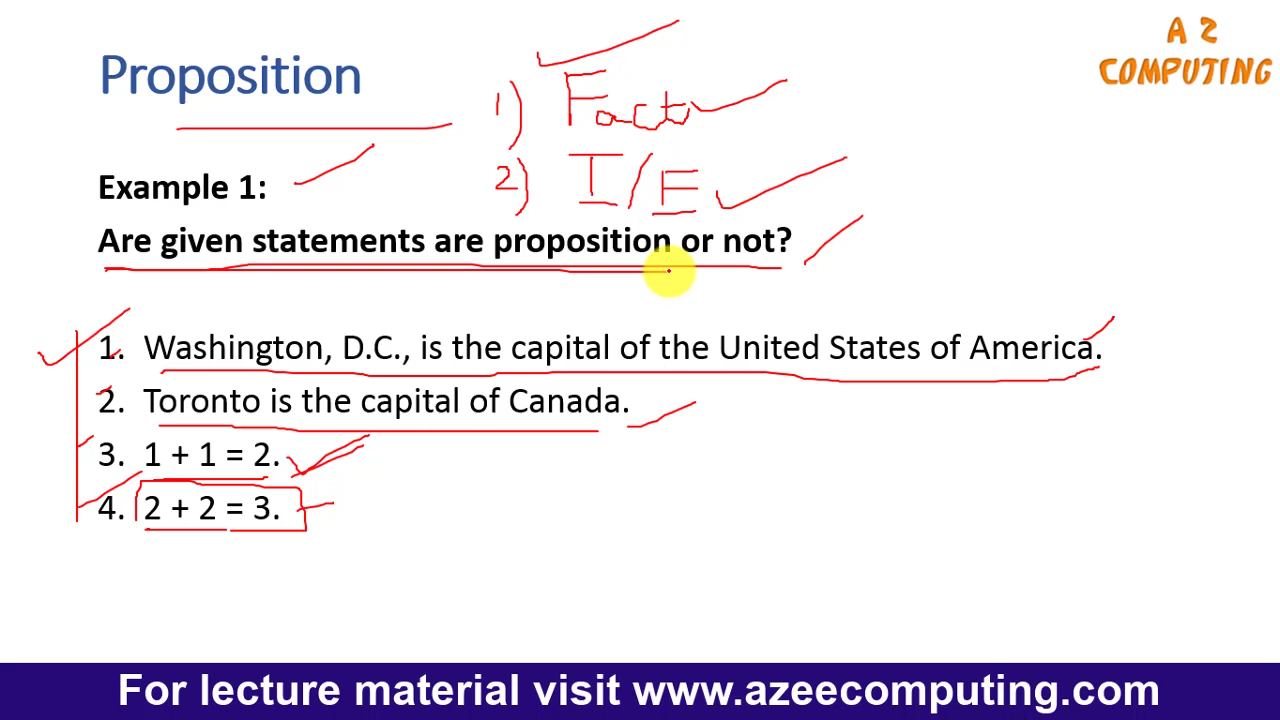 A Z
COMPUTING
Proposition
1) Fact
2) T/F
Example 1:
Are given statements are proposition or not?
1. Washington, D.C., is the capital of the United States of America.
2. Toronto is the capital of Canada.
3. 1 + 1 = 2.
4. 2 + 2 = 3.
For lecture material visit www.azeecomputing.com